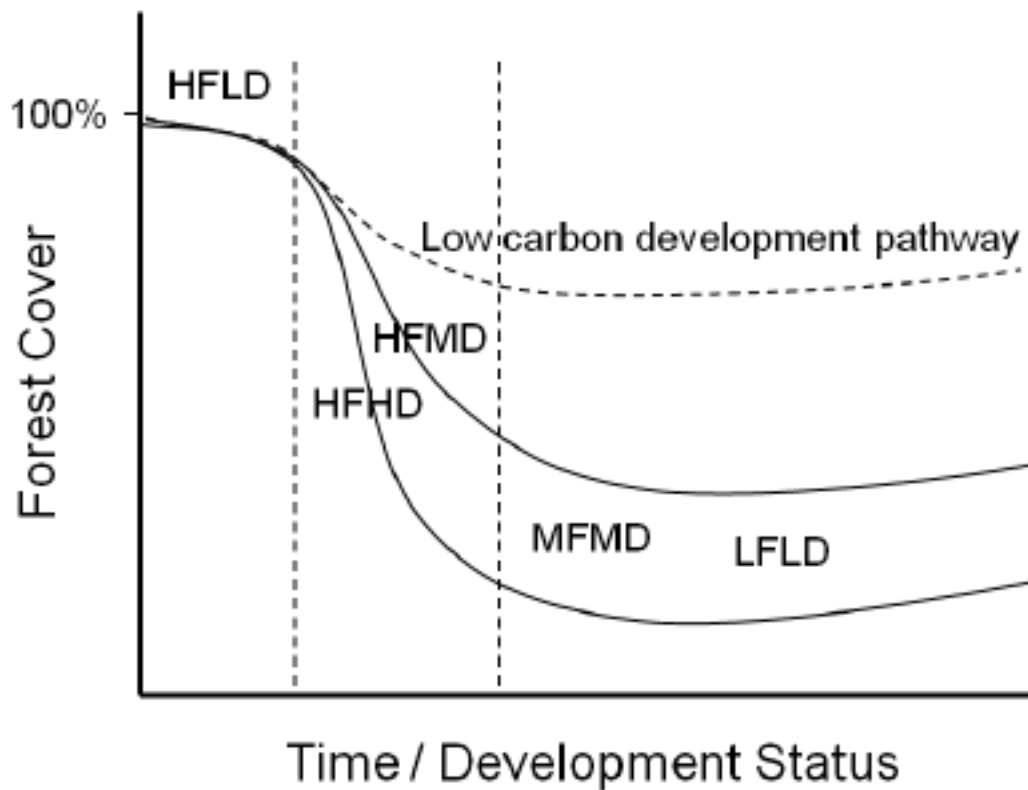 HFLD
100%
Low carbon development pathway
HFMD
HFHD
MFMD
LFLD
Forest Cover
Time / Development Status